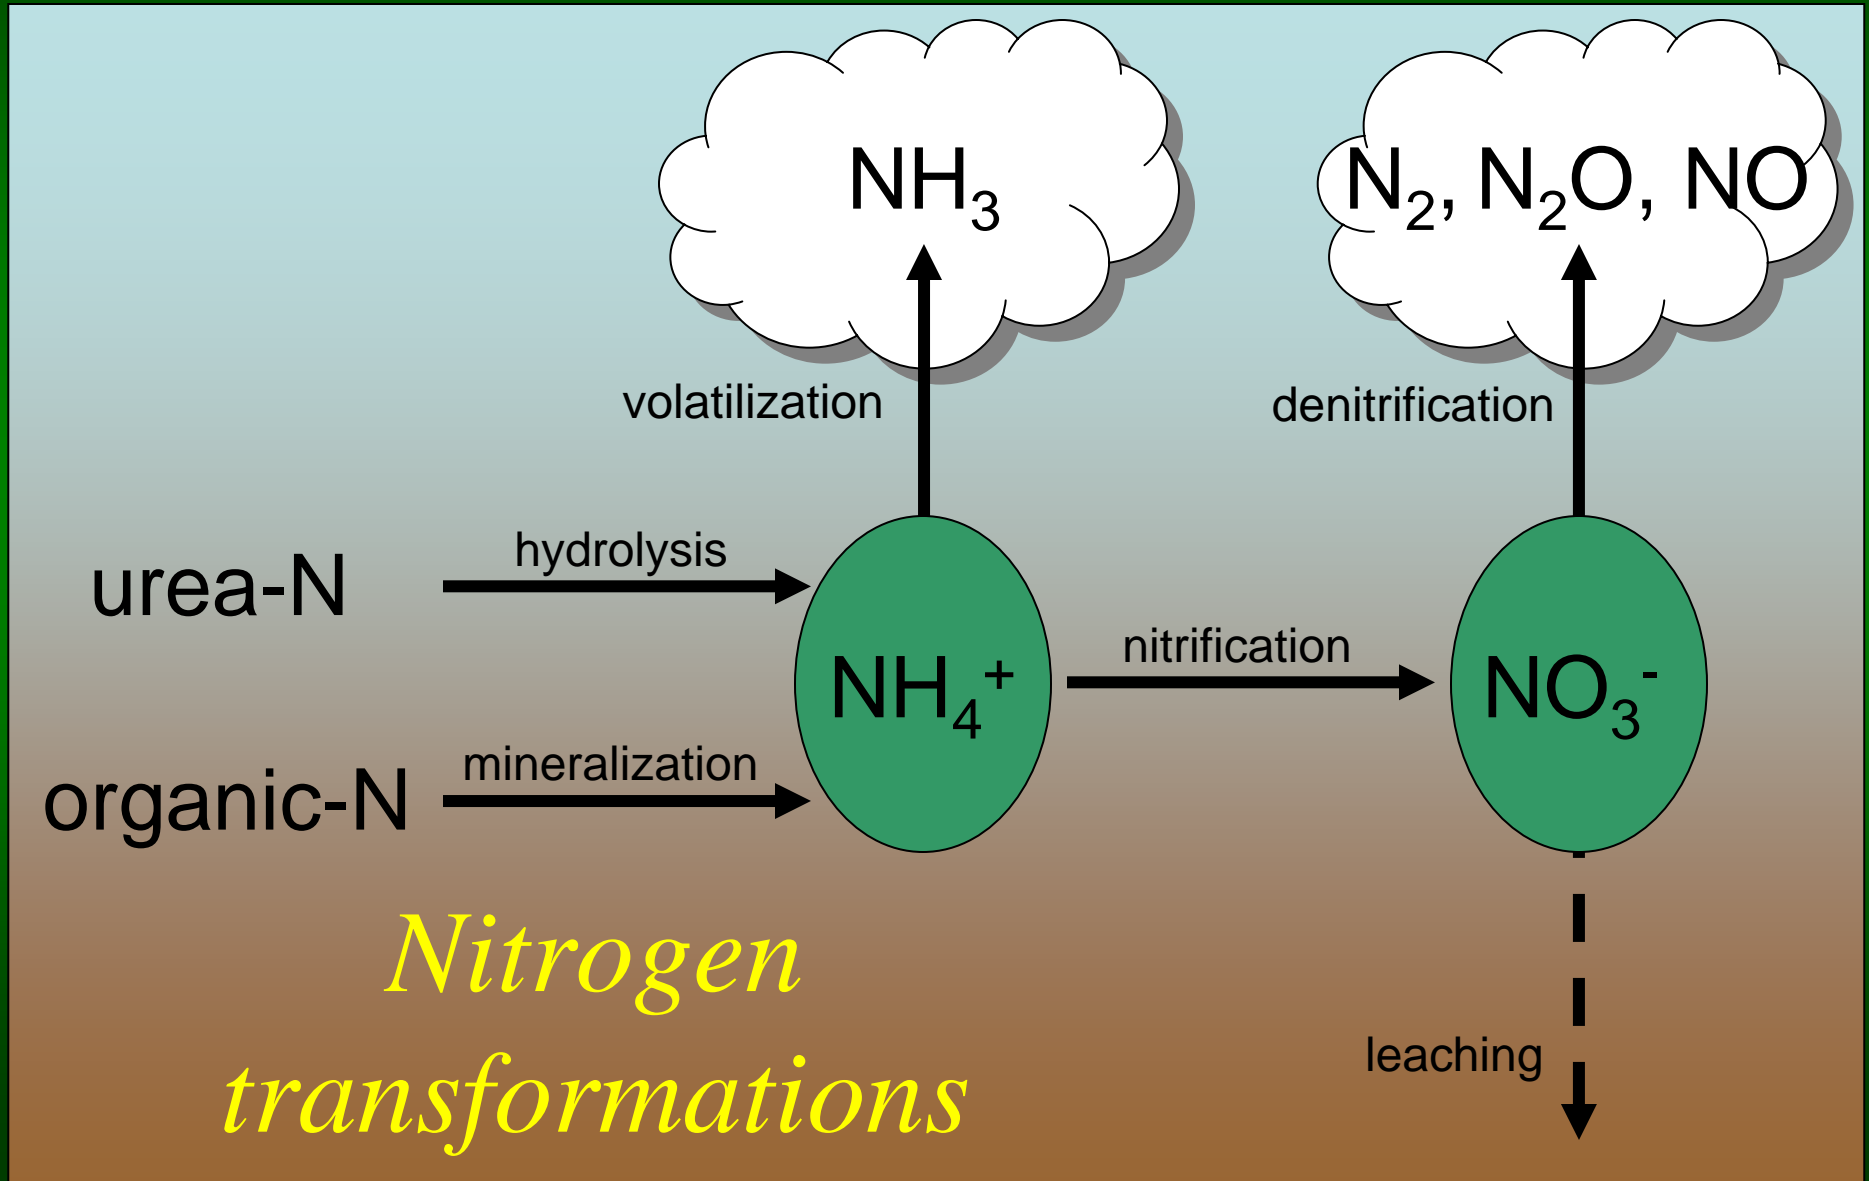 NH₃
N₂, N₂O, NO
volatilization
denitrification
urea-N
hydrolysis
NH₄⁺
nitrification
NO₃⁻
organic-N
mineralization
Nitrogen
transformations
leaching